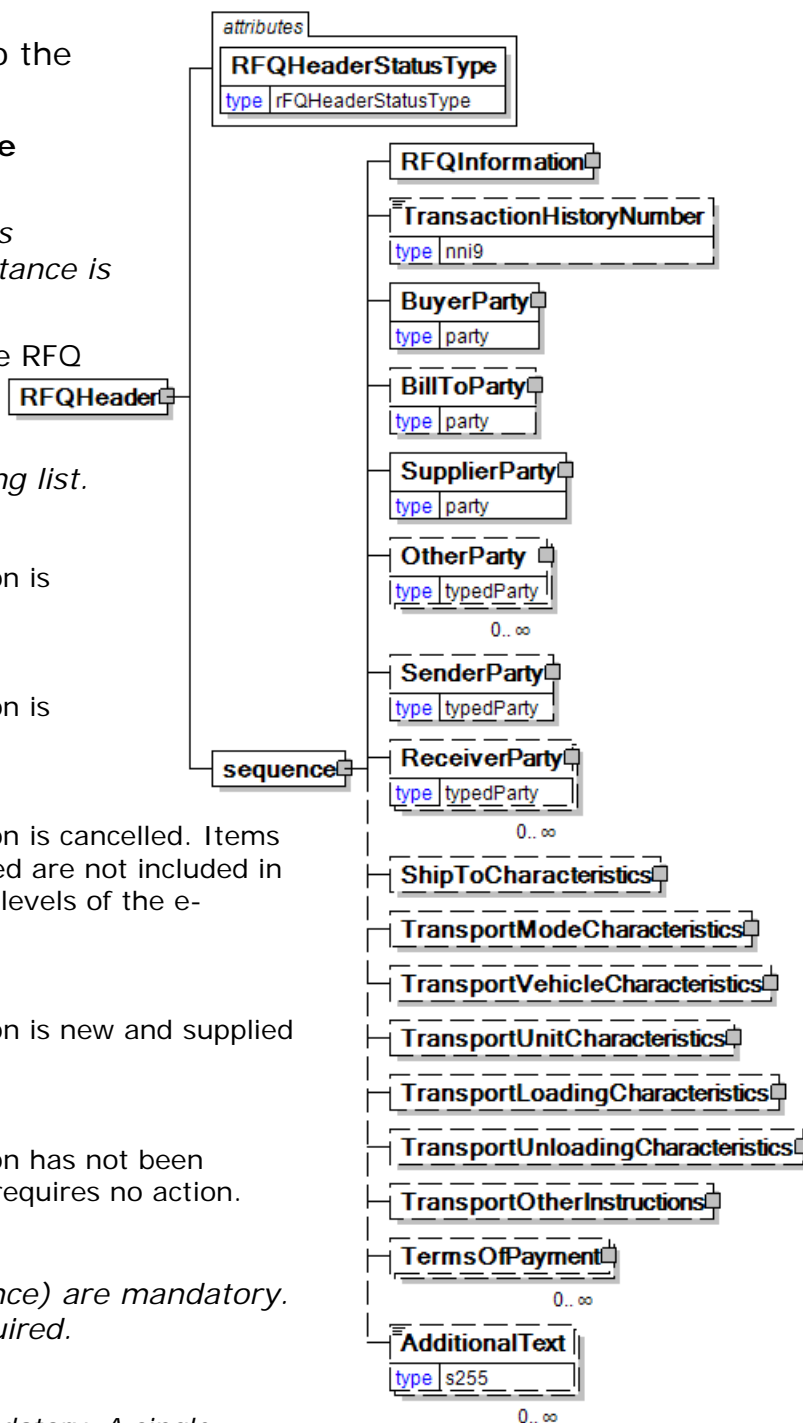 o the
e
s
tance is
e RFQ
ng list.
on is
on is
on is cancelled. Items
ed are not included in
levels of the e-
on is new and supplied
on has not been
requires no action.
nce) are mandatory.
uired.
RFQHeader
attributes
RFQHeaderStatusType
type rFQHeaderStatusType
sequence
RFQInformation
TransactionHistoryNumber
type nni9
BuyerParty
type party
BillToParty
type party
SupplierParty
type party
OtherParty
type typedParty
0.. ∞
SenderParty
type typedParty
ReceiverParty
type typedParty
0.. ∞
ShipToCharacteristics
TransportModeCharacteristics
TransportVehicleCharacteristics
TransportUnitCharacteristics
TransportLoadingCharacteristics
TransportUnloadingCharacteristics
TransportOtherInstructions
TermsOfPayment
0.. ∞
AdditionalText
type s255
0.. ∞